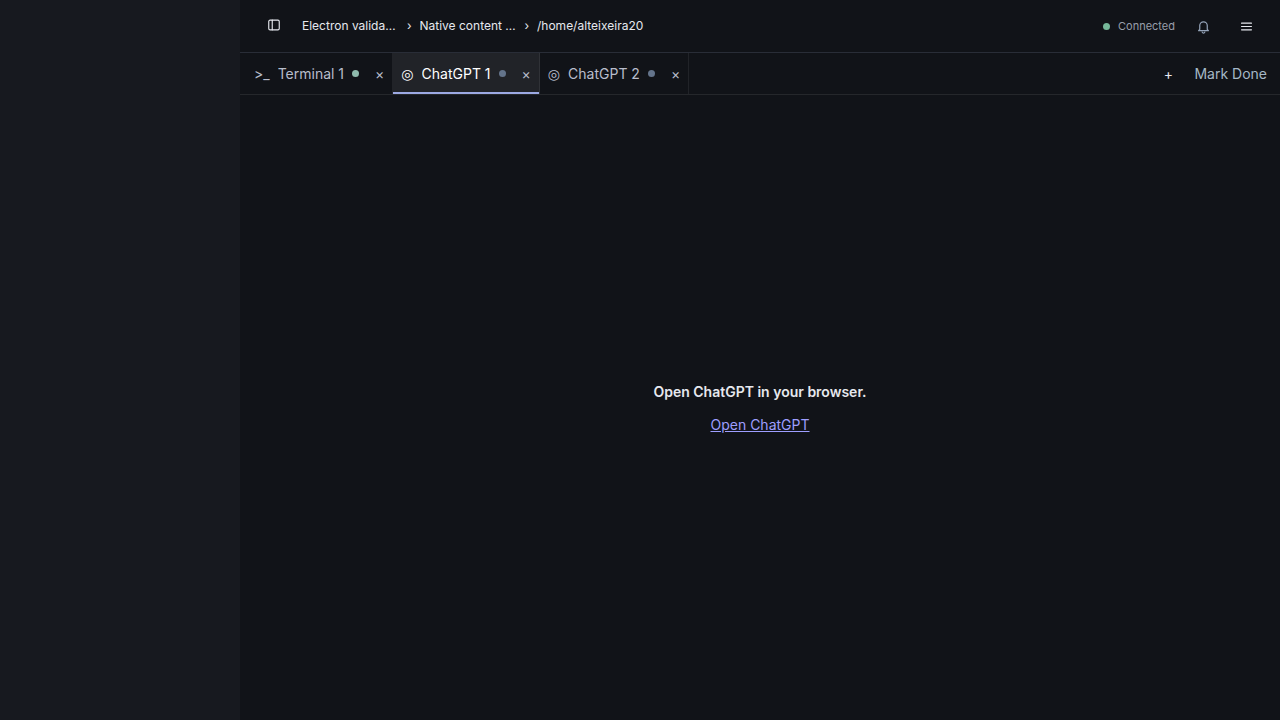 Electron valida... › Native content ... › /home/alteixeira20
Connected
>_ Terminal 1 × ChatGPT 1 × ChatGPT 2 ×
+ Mark Done
Open ChatGPT in your browser.
Open ChatGPT